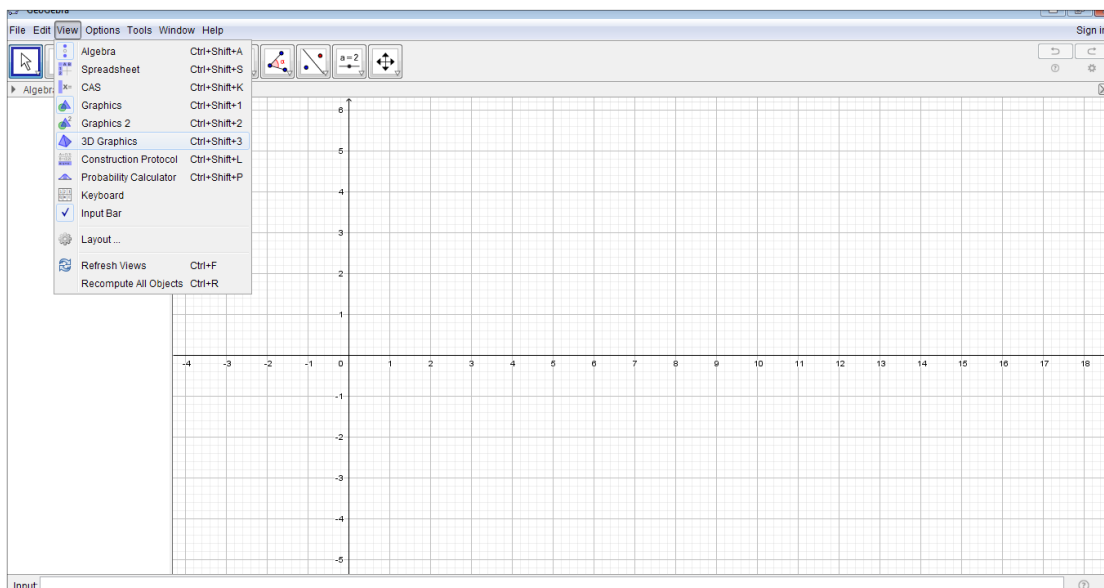 GeoGebra
File Edit View Options Tools Window Help
Sign in
a=2
Algebra Ctrl+Shift+A
Spreadsheet Ctrl+Shift+S
CAS Ctrl+Shift+K
Graphics Ctrl+Shift+1
Graphics 2 Ctrl+Shift+2
3D Graphics Ctrl+Shift+3
Construction Protocol Ctrl+Shift+L
Probability Calculator Ctrl+Shift+P
Keyboard
Input Bar
Layout ...
Refresh Views Ctrl+F
Recompute All Objects Ctrl+R
6
5
4
3
2
1
-4 -3 -2 -1 0 1 2 3 4 5 6 7 8 9 10 11 12 13 14 15 16 17 18
-1
-2
-3
-4
-5
Input: